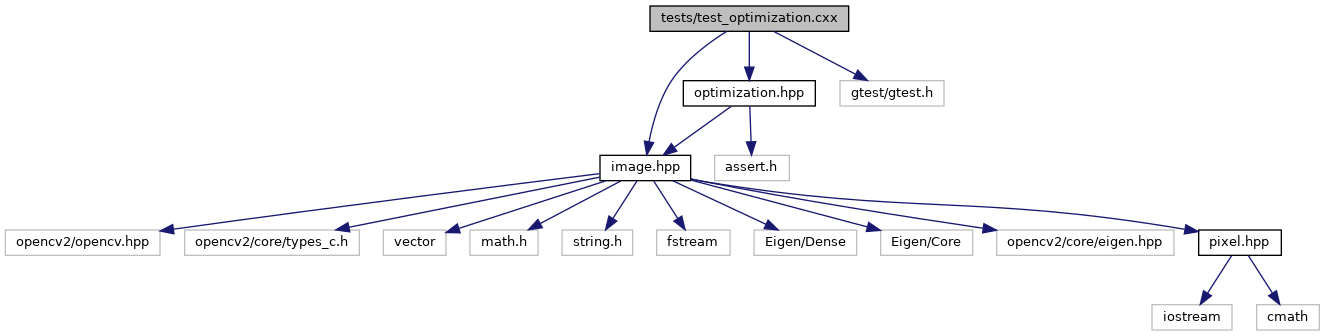 tests/test_optimization.cxx
optimization.hpp
gtest/gtest.h
image.hpp
assert.h
opencv2/opencv.hpp
opencv2/core/types_c.h
vector
math.h
string.h
fstream
Eigen/Dense
Eigen/Core
opencv2/core/eigen.hpp
pixel.hpp
iostream
cmath